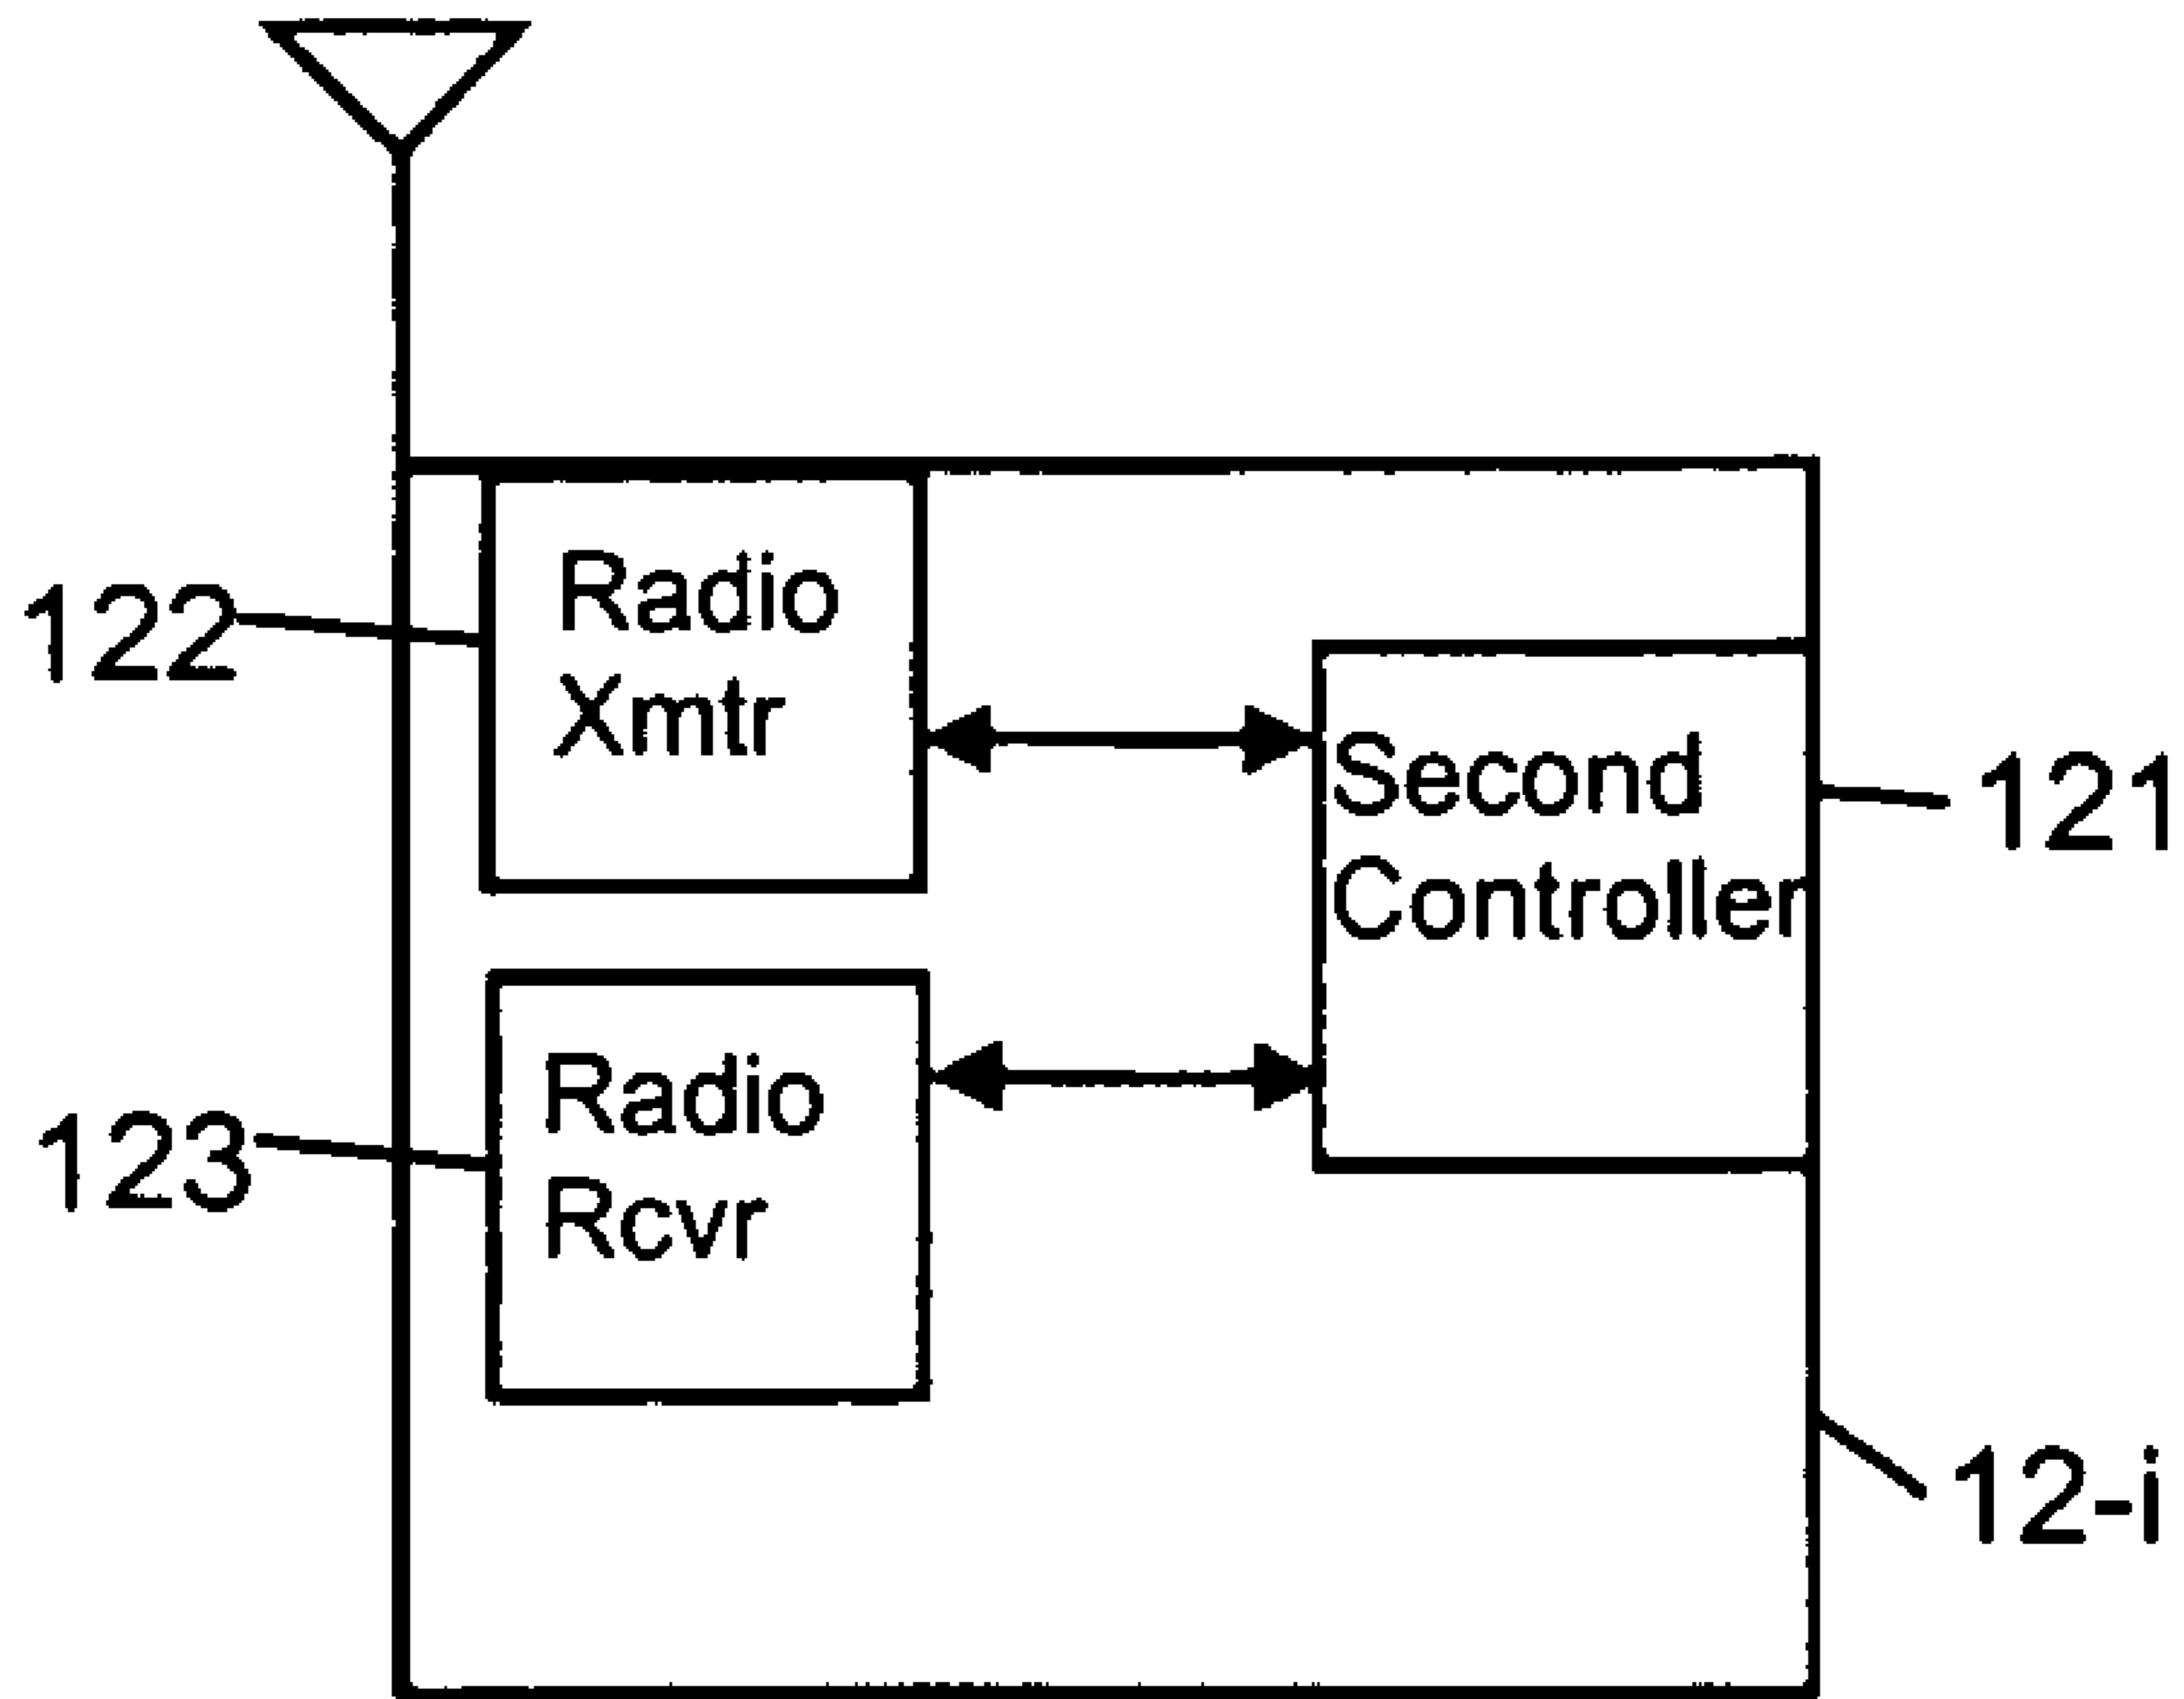 122
Radio
Xmtr
Second
Controller
121
123
Radio
Rcvr
12-i